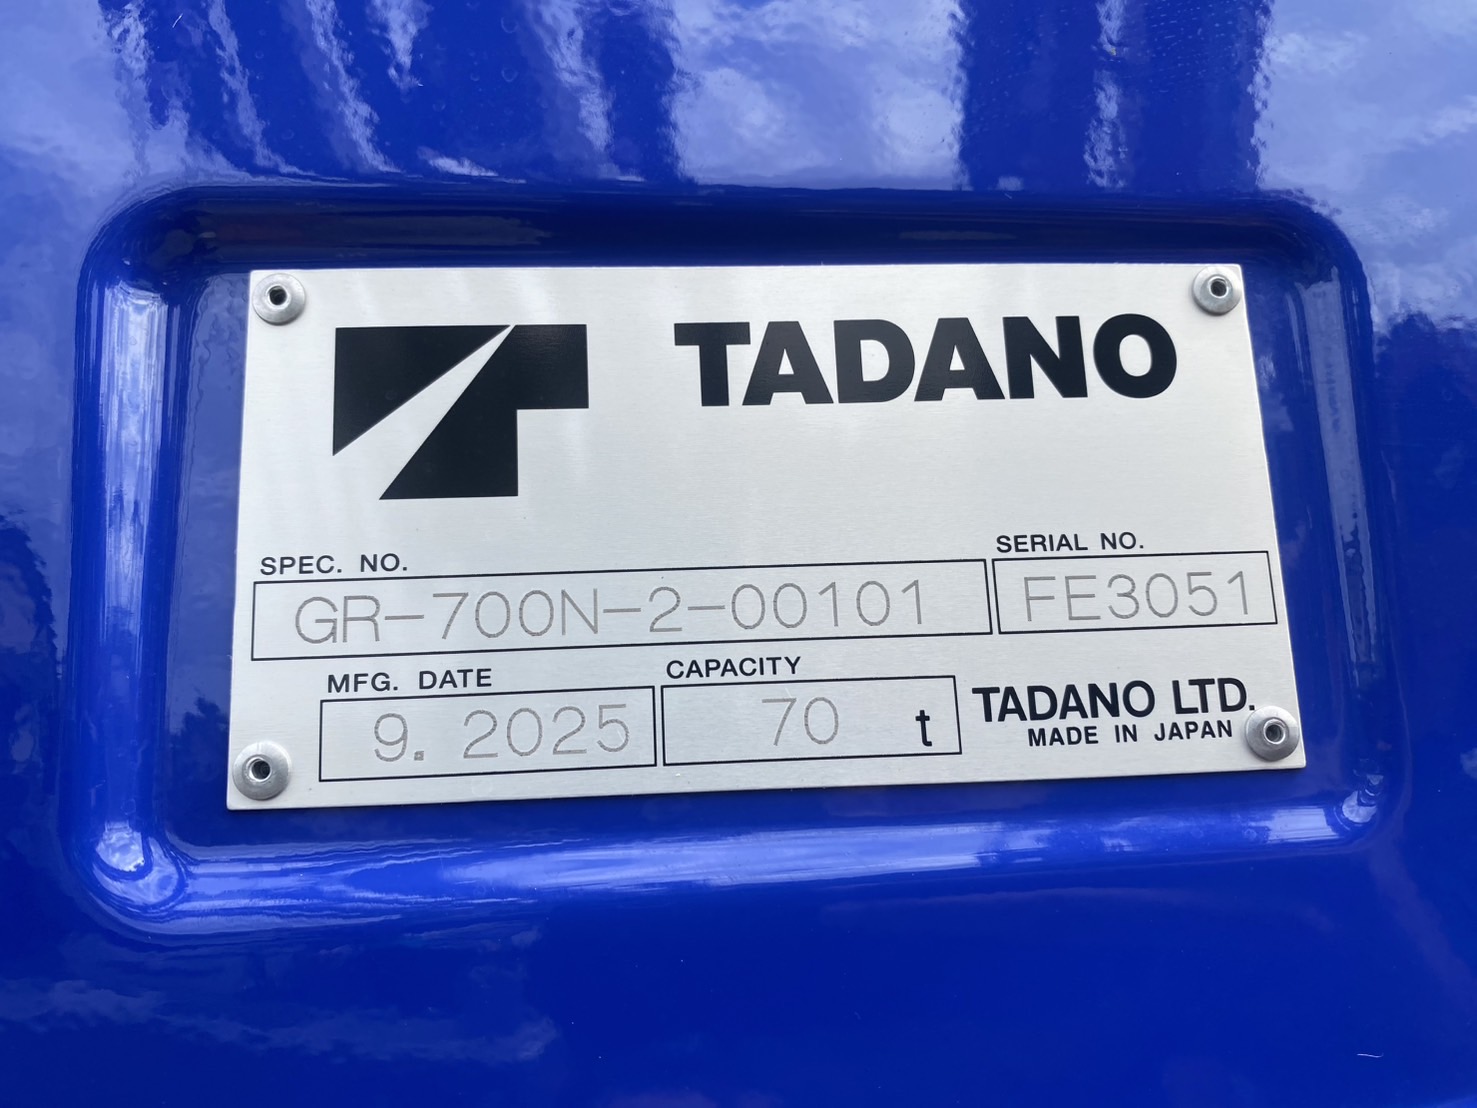 TADANO
SPEC. NO.
GR-700N-2-00101
SERIAL NO.
FE3051
MFG. DATE
9. 2025
CAPACITY
70 t
TADANO LTD.
MADE IN JAPAN